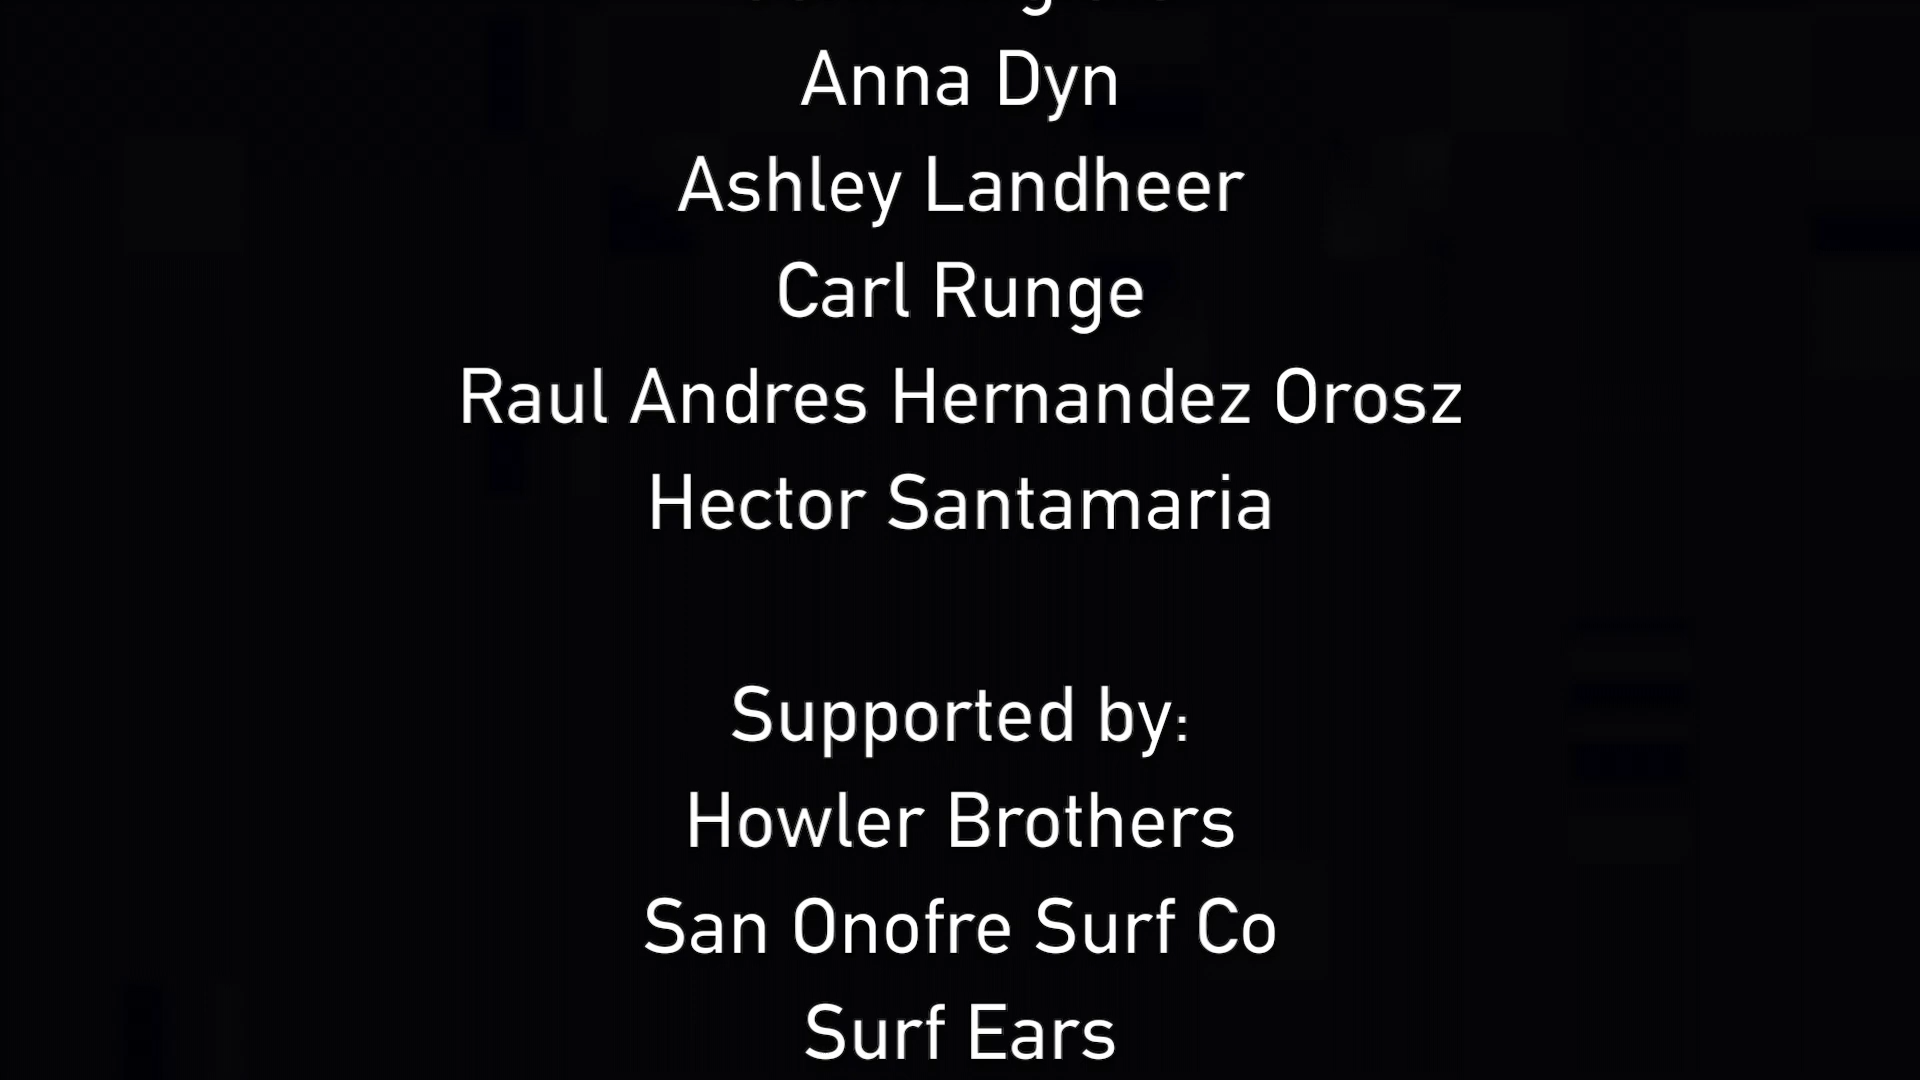 Anna Dyn
Ashley Landheer
Carl Runge
Raul Andres Hernandez Orosz
Hector Santamaria
Supported by:
Howler Brothers
San Onofre Surf Co
Surf Ears